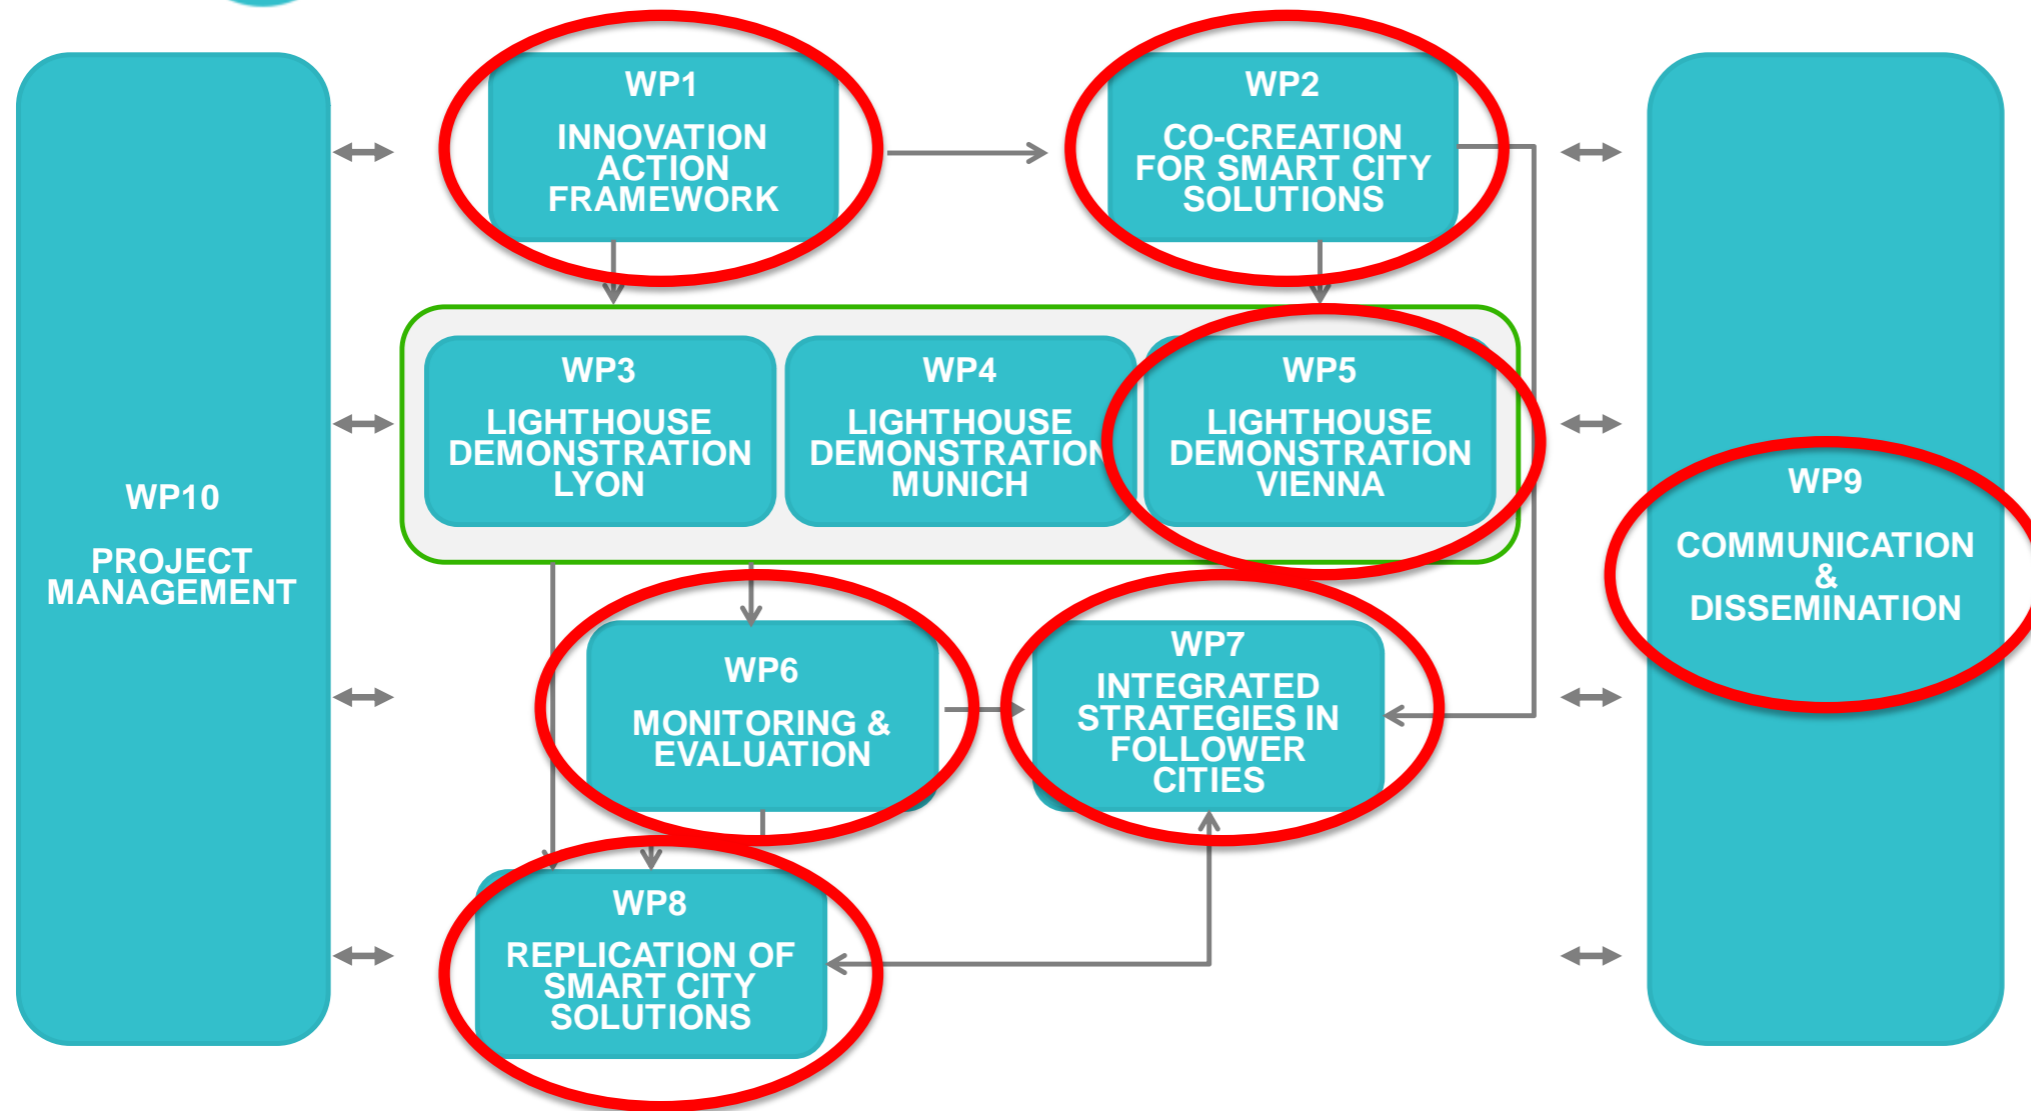 WP1
INNOVATION
ACTION
FRAMEWORK
WP2
CO-CREATION
FOR SMART CITY
SOLUTIONS
WP3
LIGHTHOUSE
DEMONSTRATION
LYON
WP4
LIGHTHOUSE
DEMONSTRATION
MUNICH
WP5
LIGHTHOUSE
DEMONSTRATION
VIENNA
WP10
PROJECT
MANAGEMENT
WP9
COMMUNICATION
&
DISSEMINATION
WP6
MONITORING &
EVALUATION
WP7
INTEGRATED
STRATEGIES IN
FOLLOWER
CITIES
WP8
REPLICATION OF
SMART CITY
SOLUTIONS